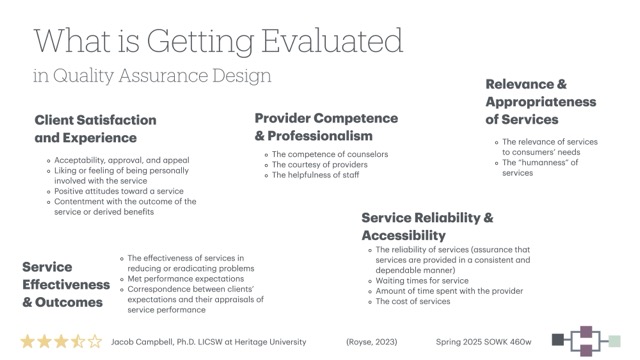 What is Getting Evaluated
in Quality Assurance Design
Client Satisfaction
and Experience
Acceptability, approval, and appeal
Liking or feeling of being personally
involved with the service
Positive attitudes toward a service
Contentment with the outcome of the
service or derived benefits
Provider Competence
& Professionalism
The competence of counselors
The courtesy of providers
The helpfulness of staff
Relevance &
Appropriateness
of Services
The relevance of services
to consumers' needs
The "humanness" of
services
Service
Effectiveness
& Outcomes
The effectiveness of services in
reducing or eradicating problems
Met performance expectations
Correspondence between clients'
expectations and their appraisals of
service performance
Service Reliability &
Accessibility
The reliability of services (assurance that
services are provided in a consistent and
dependable manner)
Waiting times for service
Amount of time spent with the provider
The cost of services
Jacob Campbell, Ph.D. LICSW at Heritage University
(Royse, 2023)
Spring 2025 SOWK 460w